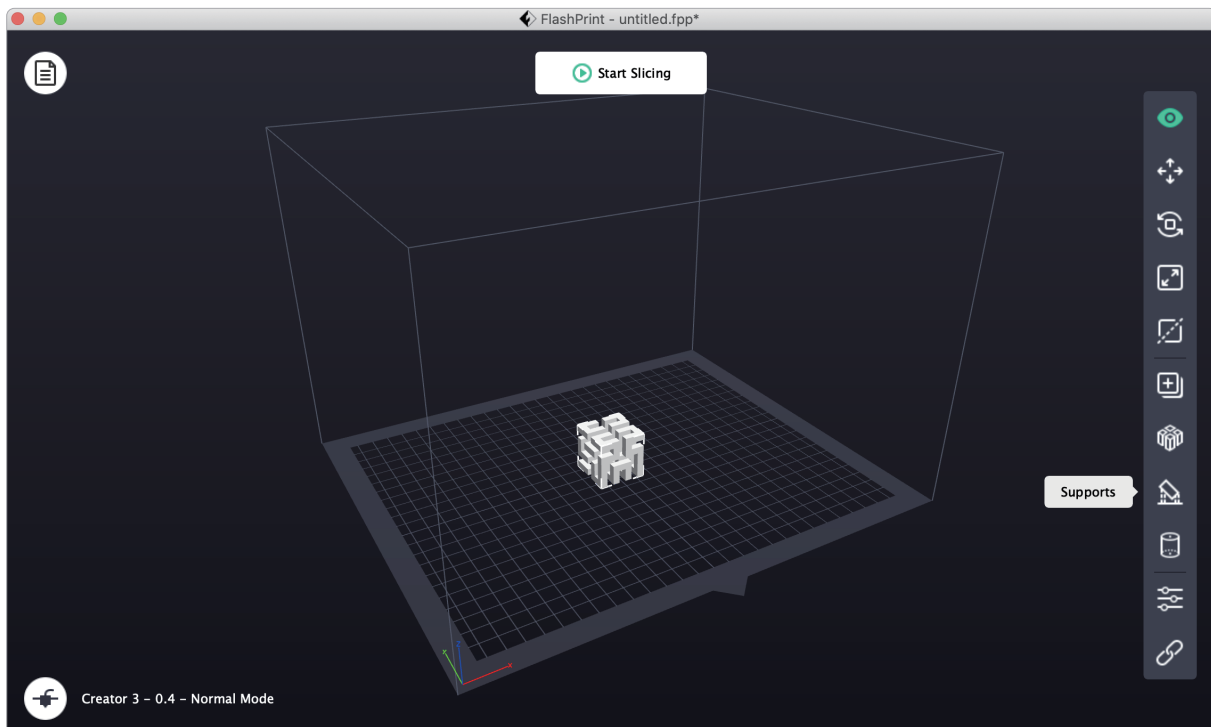 FlashPrint - untitled.fpp*
Start Slicing
Supports
Creator 3 – 0.4 – Normal Mode